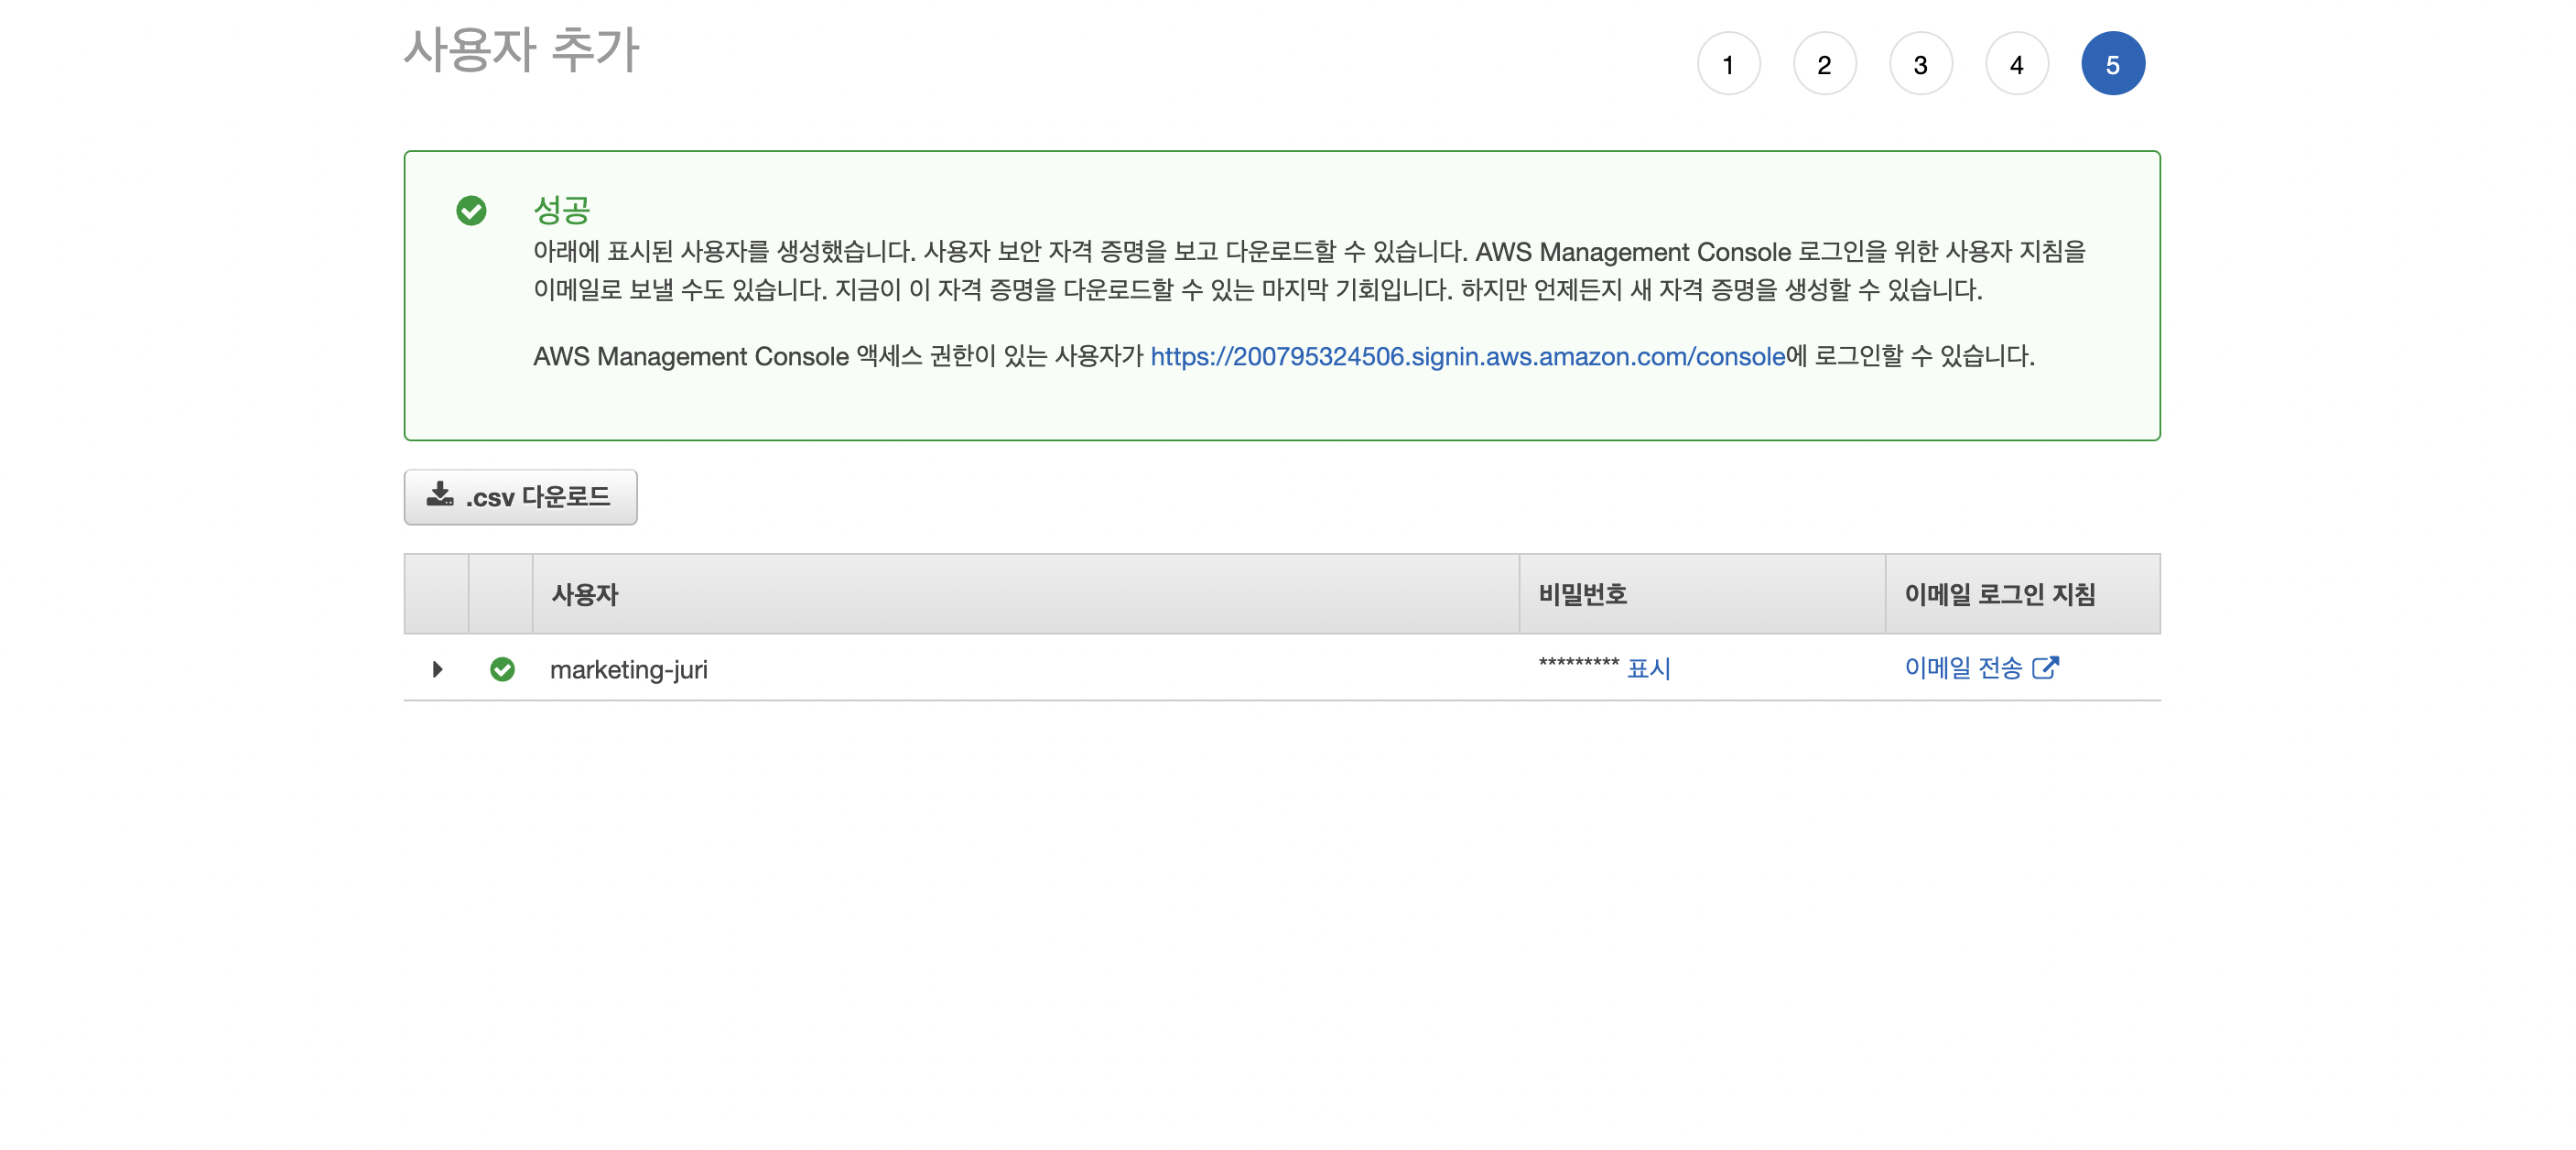 사용자 추가
1 2 3 4 5
성공
아래에 표시된 사용자를 생성했습니다. 사용자 보안 자격 증명을 보고 다운로드할 수 있습니다. AWS Management Console 로그인을 위한 사용자 지침을
이메일로 보낼 수도 있습니다. 지금이 이 자격 증명을 다운로드할 수 있는 마지막 기회입니다. 하지만 언제든지 새 자격 증명을 생성할 수 있습니다.
AWS Management Console 액세스 권한이 있는 사용자가 https://200795324506.signin.aws.amazon.com/console에 로그인할 수 있습니다.
.csv 다운로드
사용자 비밀번호 이메일 로그인 지침
marketing-juri ********* 표시 이메일 전송